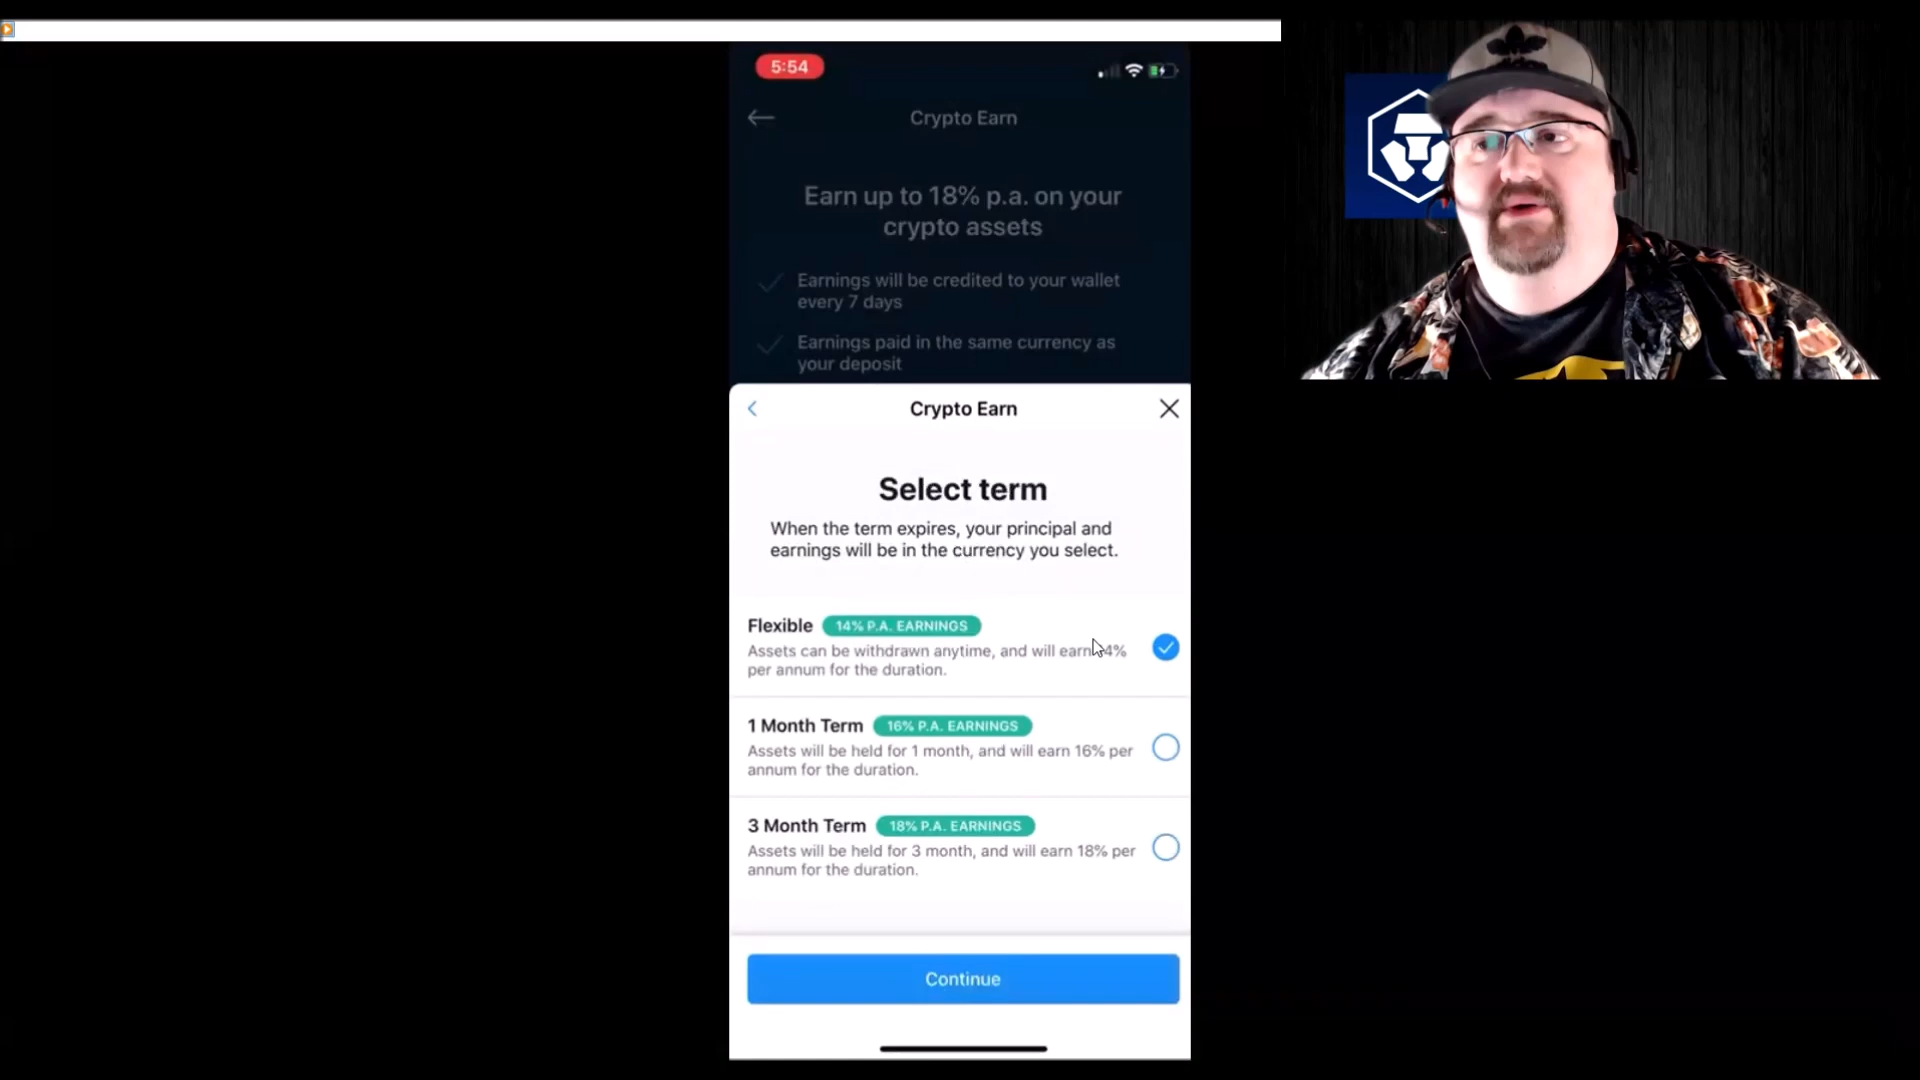 5:54
Crypto Earn
Earn up to 18% p.a. on your
crypto assets
Earnings will be credited to your wallet
every 7 days
Earnings paid in the same currency as
your deposit
Crypto Earn
Select term
When the term expires, your principal and
earnings will be in the currency you select.
Flexible 14% P.A. EARNINGS
Assets can be withdrawn anytime, and will earn 4%
per annum for the duration.
1 Month Term 16% P.A. EARNINGS
Assets will be held for 1 month, and will earn 16% per
annum for the duration.
3 Month Term 18% P.A. EARNINGS
Assets will be held for 3 month, and will earn 18% per
annum for the duration.
Continue